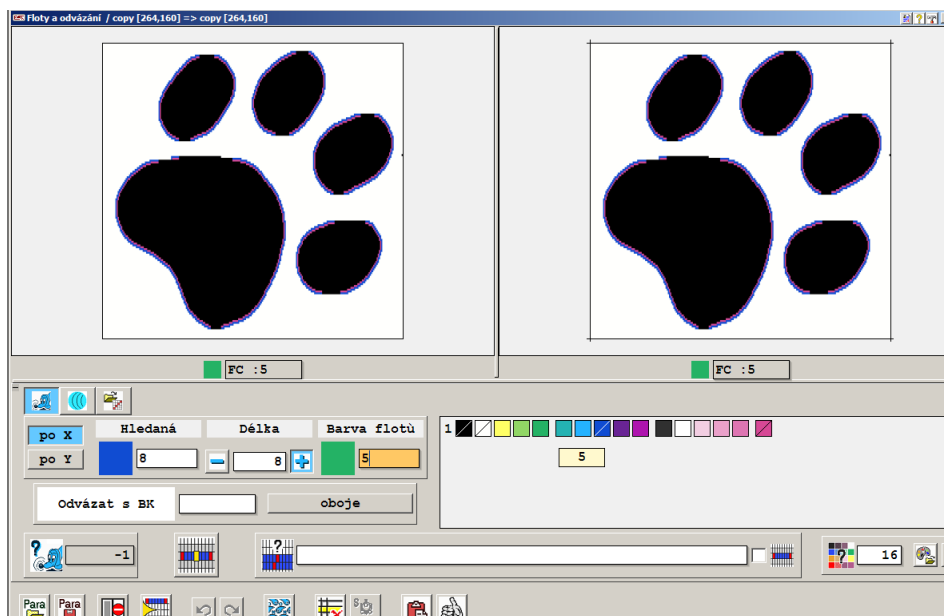 Floty a odvázání / copy [264,160] => copy [264,160]
FC :5 FC :5
po X Hledaná Délka Barva flotù
po Y 8 8 5
1
5
Odvázat s BK oboje
-1 16
Para Para